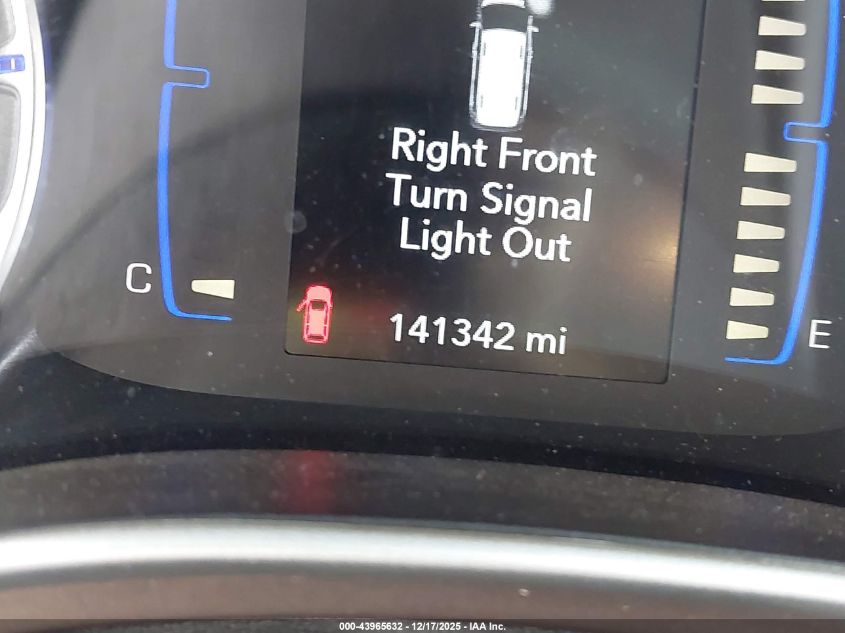 Right Front
Turn Signal
Light Out
C
141342 mi
E
000-43965632 - 12/17/2025 - IAA Inc.